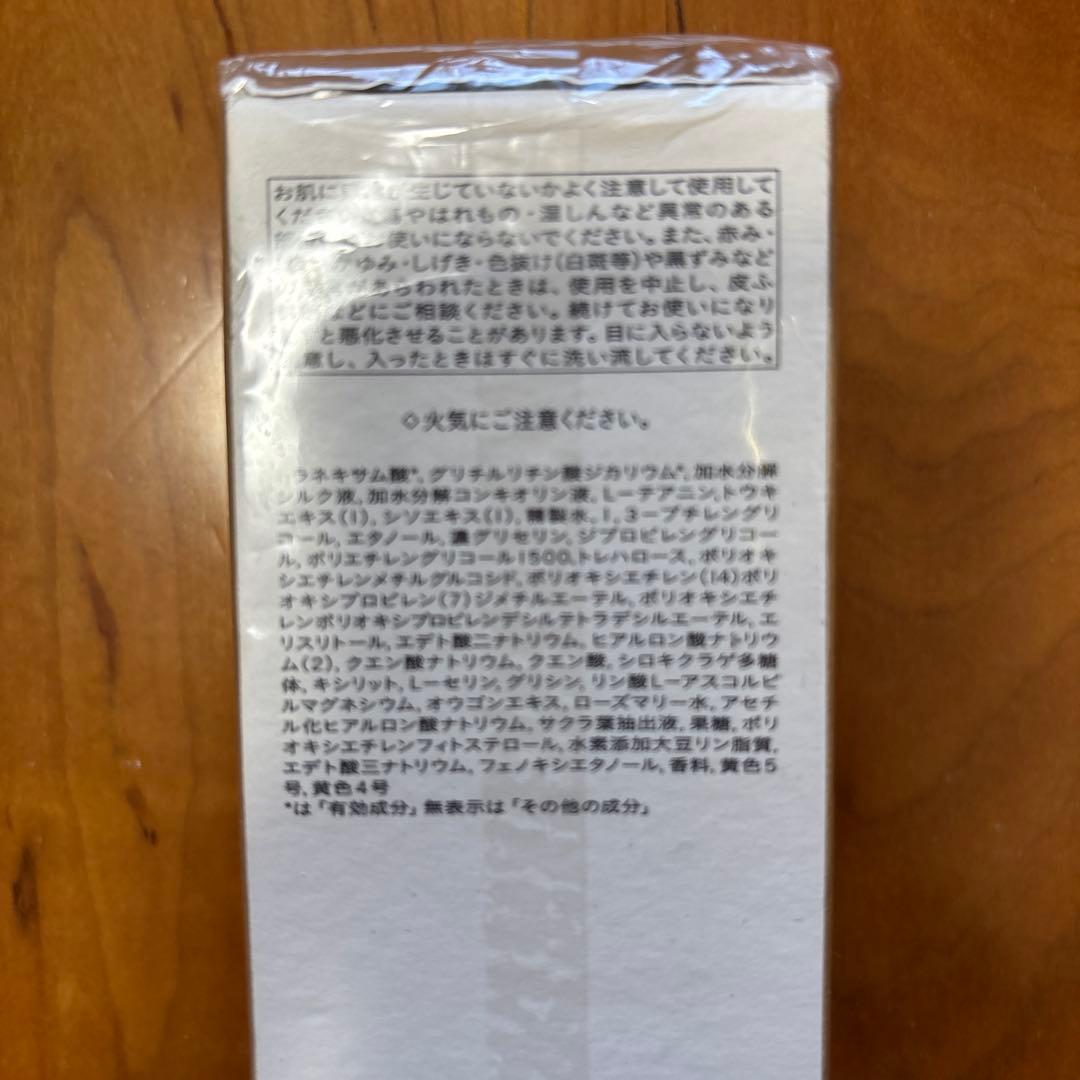 お肌に が生じていないかよく注意して使用して
くだ やはれもの・湿しんなど異常のある
使いにならないでください。また、赤み・
かゆみ・しげき・色抜け(白斑等)や黒ずみなど
があらわれたときは、使用を中止し、皮ふ
などにご相談ください。続けてお使いになり
と悪化させることがあります。目に入らないよう
意し、入ったときはすぐに洗い流してください。
◇火気にご注意ください。
ラネキサム酸*,グリチルリチン酸ジカリウム*,加水分解
シルク液,加水分解コンキオリン液,L-テアニン,トウキ
エキス(1),シソエキス(1),精製水,1,3-ブチレングリ
コール,エタノール,濃グリセリン,ジプロピレングリコー
ル,ポリエチレングリコール1500,トレハロース,ポリオキ
シエチレンメチルグルコシド,ポリオキシエチレン(14)ポリ
オキシプロピレン(7)ジメチルエーテル,ポリオキシエチ
レンポリオキシプロピレンデシルテトラデシルエーテル,エ
リスリトール,エデト酸二ナトリウム,ヒアルロン酸ナトリウ
ム(2),クエン酸ナトリウム,クエン酸,シロキクラゲ多糖
体,キシリット,L-セリン,グリシン,リン酸L-アスコルビ
ルマグネシウム,オウゴンエキス,ローズマリー水,アセチ
ル化ヒアルロン酸ナトリウム,サクラ葉抽出液,果糖,ポリ
オキシエチレンフィトステロール,水素添加大豆リン脂質,
エデト酸三ナトリウム,フェノキシエタノール,香料,黄色5
号,黄色4号
*は「有効成分」無表示は「その他の成分」